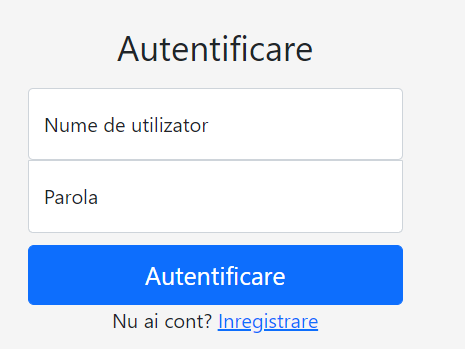 Autentificare
Nume de utilizator
Parola
Autentificare
Nu ai cont? Inregistrare